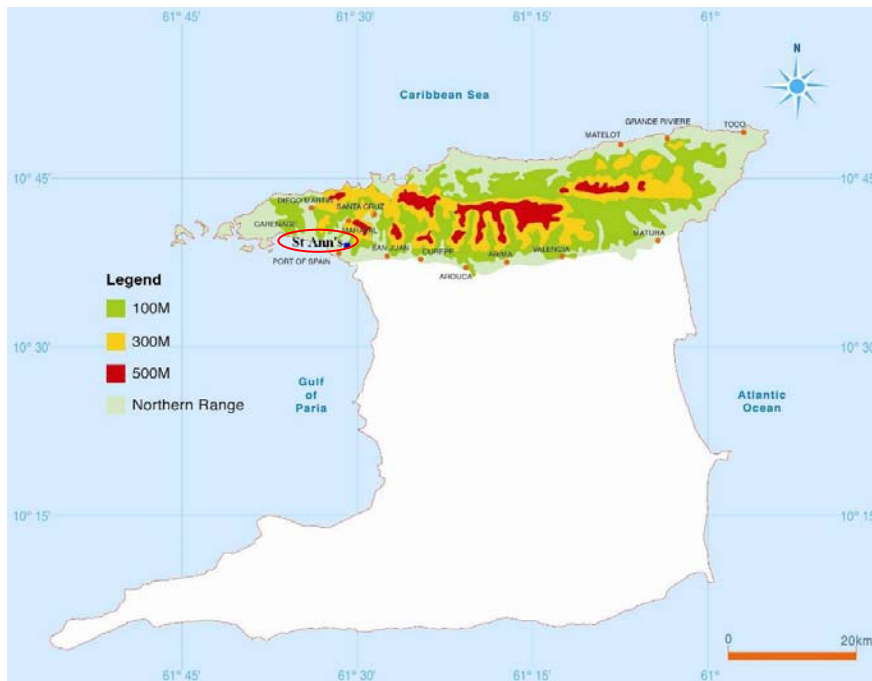 61° 45'
61° 30'
61° 15'
61°
N
Caribbean Sea
GRANDE RIVIERE
TOCO
MATELOT
10° 45'
10° 45'
DIEGO MARTIN
SANTA CRUZ
CARENAGE
MARAVAL
MATURA
St Ann's
SAN JUAN
CUREPE
ARIMA
VALENCIA
PORT OF SPAIN
AROUCA
Legend
100M
300M
500M
Northern Range
10° 30'
10° 30'
Gulf
of
Paria
Atlantic
Ocean
10° 15'
10° 15'
0
20km
61° 45'
61° 30'
61° 15'
61°